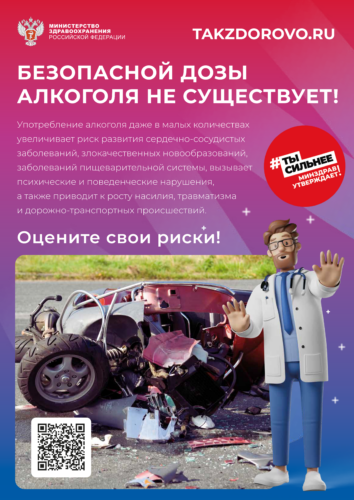 МИНИСТЕРСТВО
ЗДРАВООХРАНЕНИЯ
РОССИЙСКОЙ ФЕДЕРАЦИИ
TAKZDOROVO.RU
БЕЗОПАСНОЙ ДОЗЫ
АЛКОГОЛЯ НЕ СУЩЕСТВУЕТ!
Употребление алкоголя даже в малых количествах
увеличивает риск развития сердечно-сосудистых
заболеваний, злокачественных новообразований,
заболеваний пищеварительной системы, вызывает
психические и поведенческие нарушения,
а также приводит к росту насилия, травматизма
и дорожно-транспортных происшествий.
#ТЫ
СИЛЬНЕЕ
МИНЗДРАВ
УТВЕРЖДАЕТ!
Оцените свои риски!